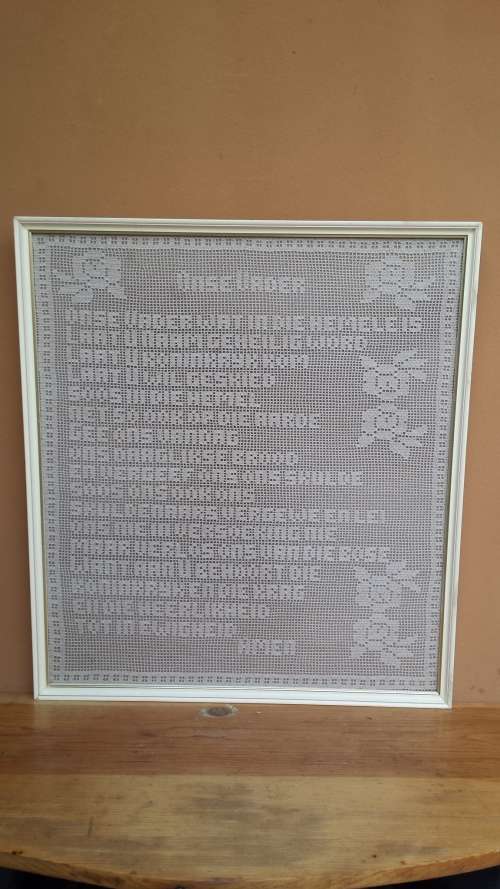 ONSE VADER
ONSE VADER WAT IN DIE HEMELE IS
LAAT U NAAM GEHEILIG WORD
LAAT U KONINKRYK KOM
LAAT U WIL GESKIED
SOOS IN DIE HEMEL
NET SO OOK OP DIE AARDE
GEE ONS VANDAG
ONS DAAGLIKSE BROOD
EN VERGEEF ONS ONS SKULDE
SOOS ONS OOK ONS
SKULDENAARS VERGEWE EN LEI
ONS NIE IN VERSOEKING NIE
MAAR VERLOS ONS VAN DIE BOSE
WANT AAN U BEHOORT DIE
KONINKRYK EN DIE KRAG
EN DIE HEERLIKHEID
TOT IN EWIGHEID
AMEN